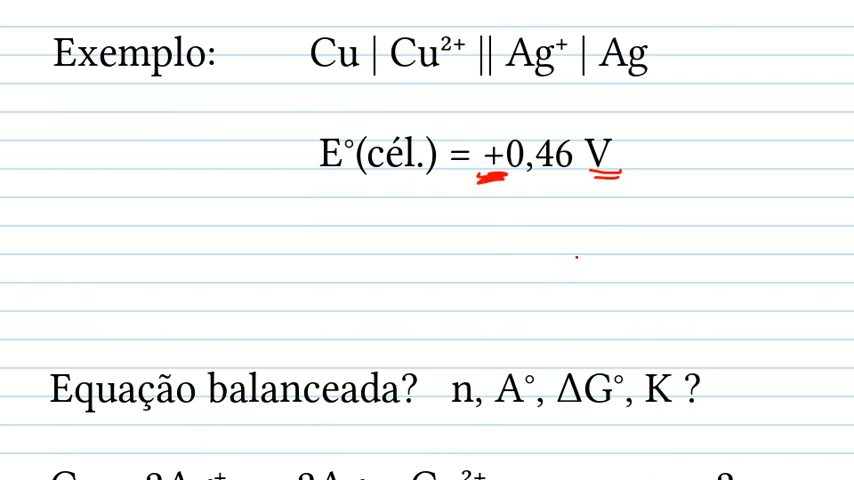 Exemplo: Cu | Cu²⁺ || Ag⁺ | Ag
E°(cél.) = +0,46 V
Equação balanceada? n, A°, ΔG°, K ?